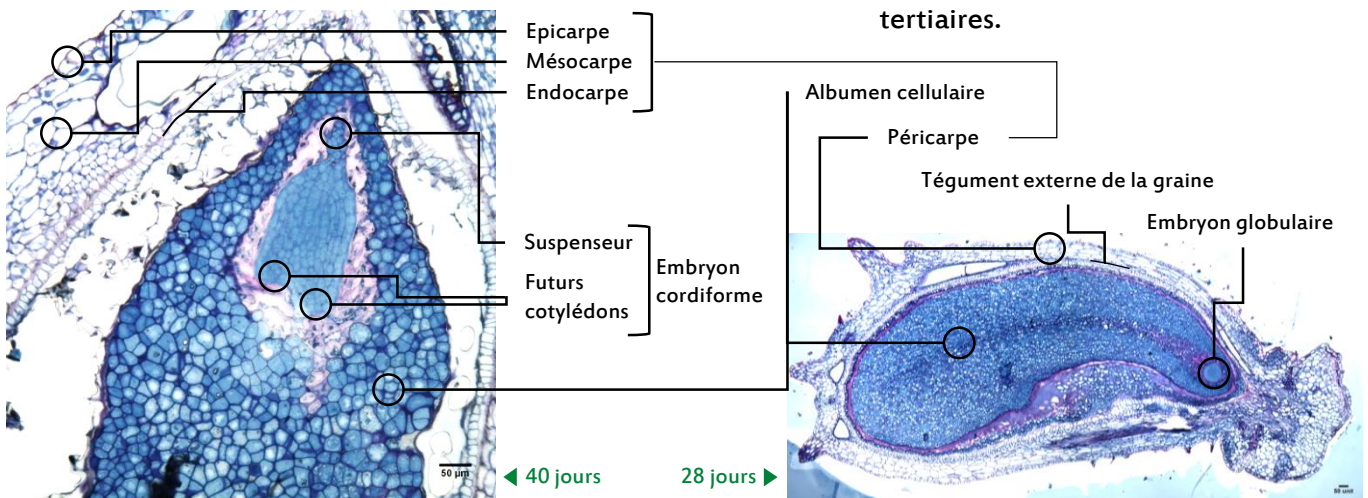 tertiaires.
Epicarpe
Mésocarpe
Endocarpe
Albumen cellulaire
Péricarpe
Tégument externe de la graine
Embryon globulaire
Suspenseur
Futurs
cotylédons
Embryon
cordiforme
50 µm
◀ 40 jours
28 jours ▶